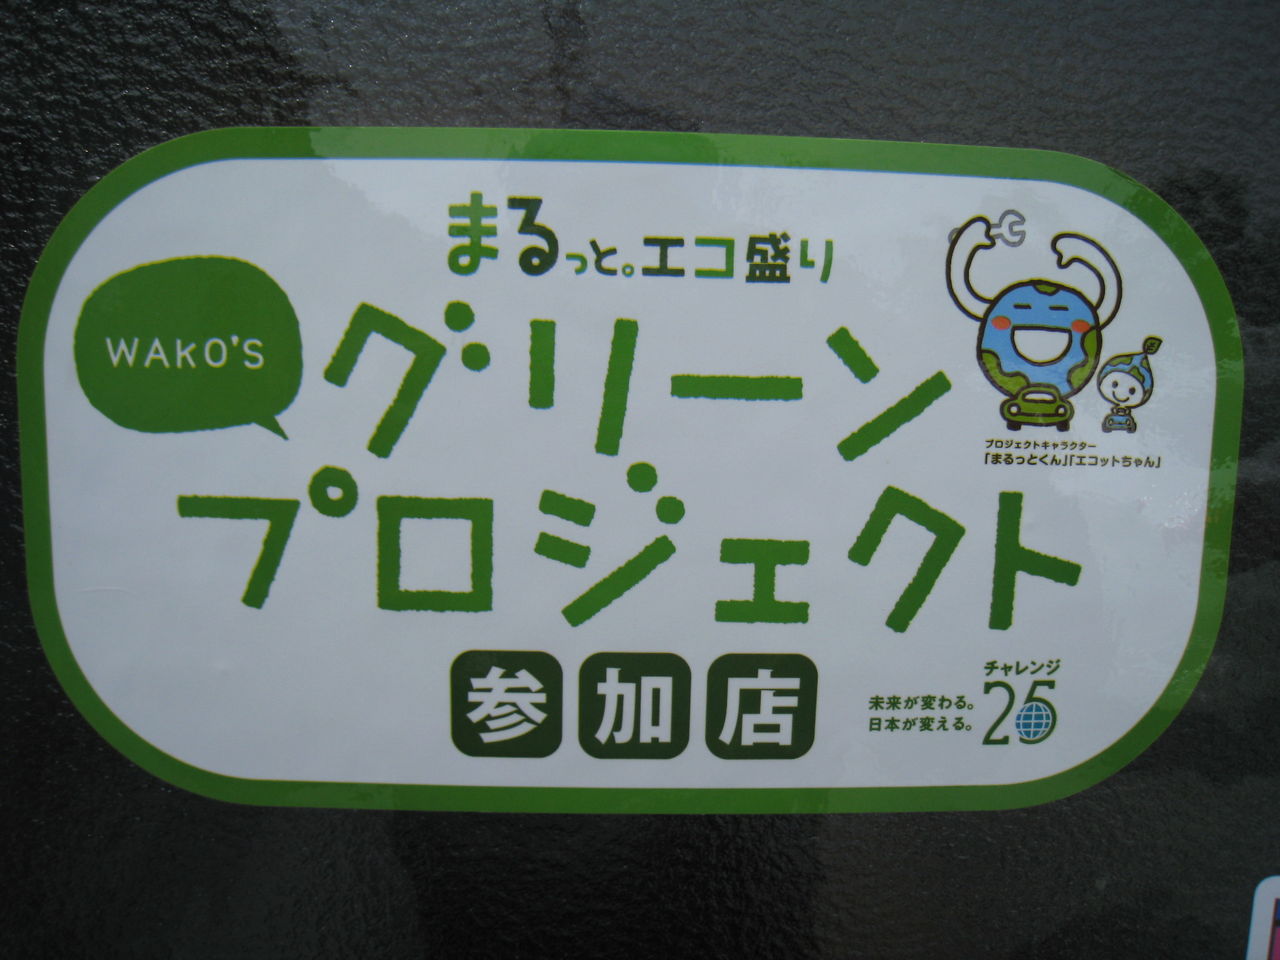 まるっと。エコ盛り
WAKO'S
グリーン
プロジェクト
プロジェクトキャラクター
「まるっとくん」「エコットちゃん」
参加店
未来が変わる。
日本が変える。
チャレンジ
25